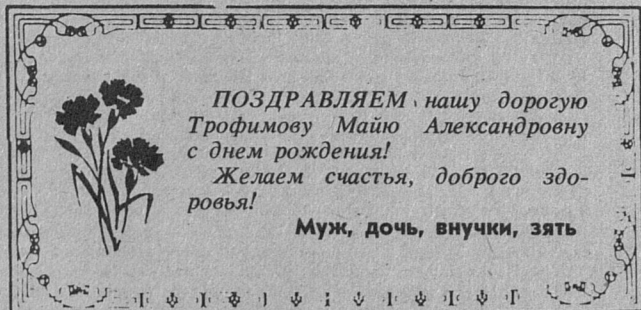 ПОЗДРАВЛЯЕМ нашу дорогую
Трофимову Майю Александровну
с днем рождения!
Желаем счастья, доброго здо-
ровья!
Муж, дочь, внучки, зять